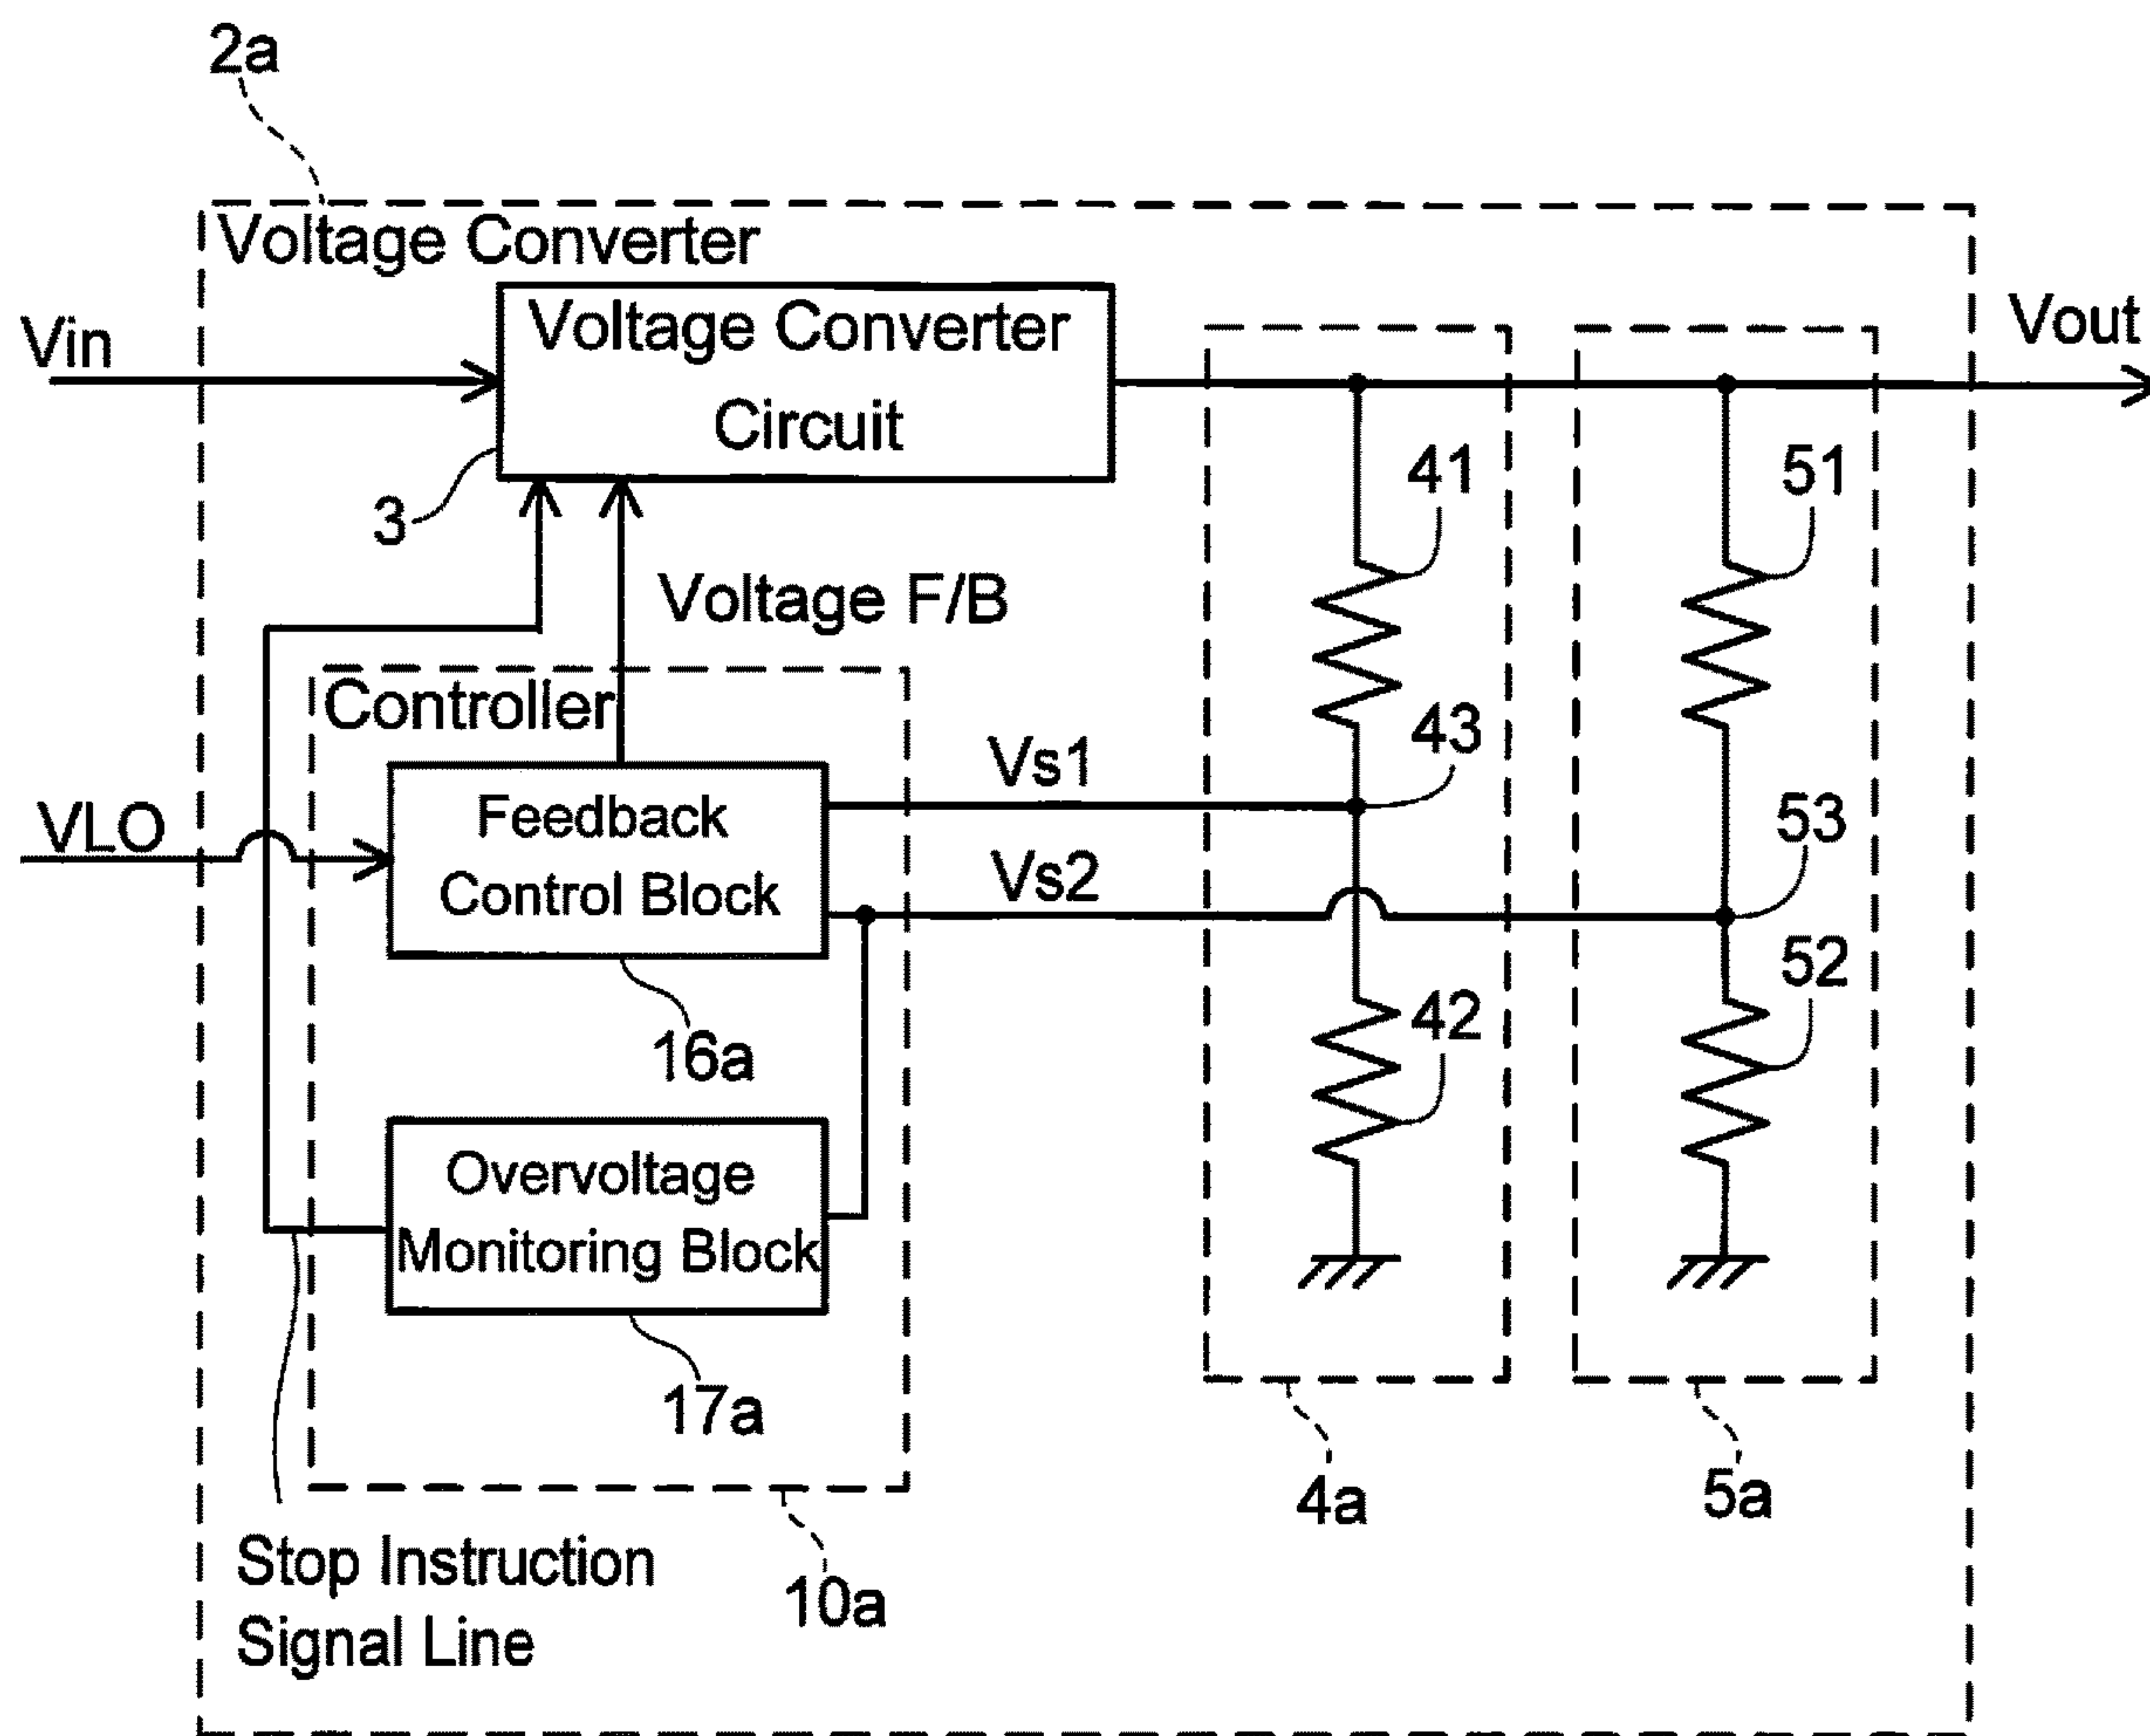 2a
Voltage Converter
Vin
Voltage Converter
Circuit
Vout
3
41
51
Voltage F/B
Controller
43
Vs1
VLO
Feedback
Control Block
53
Vs2
52
42
16a
Overvoltage
Monitoring Block
17a
4a
5a
Stop Instruction
Signal Line
10a